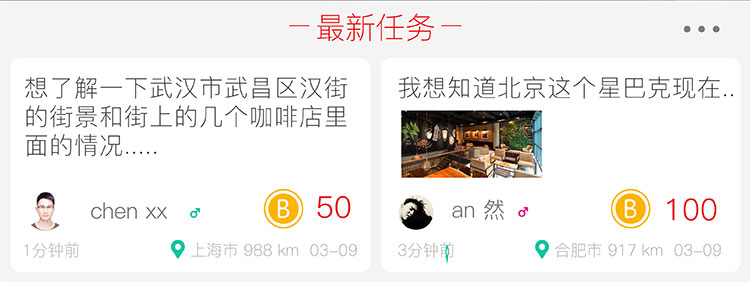 最新任务
想了解一下武汉市武昌区汉街
的街景和街上的几个咖啡店里
面的情况.....
chen xx
B 50
1分钟前
上海市 988 km 03-09
我想知道北京这个星巴克现在..
an 然
B 100
3分钟前
合肥市 917 km 03-09